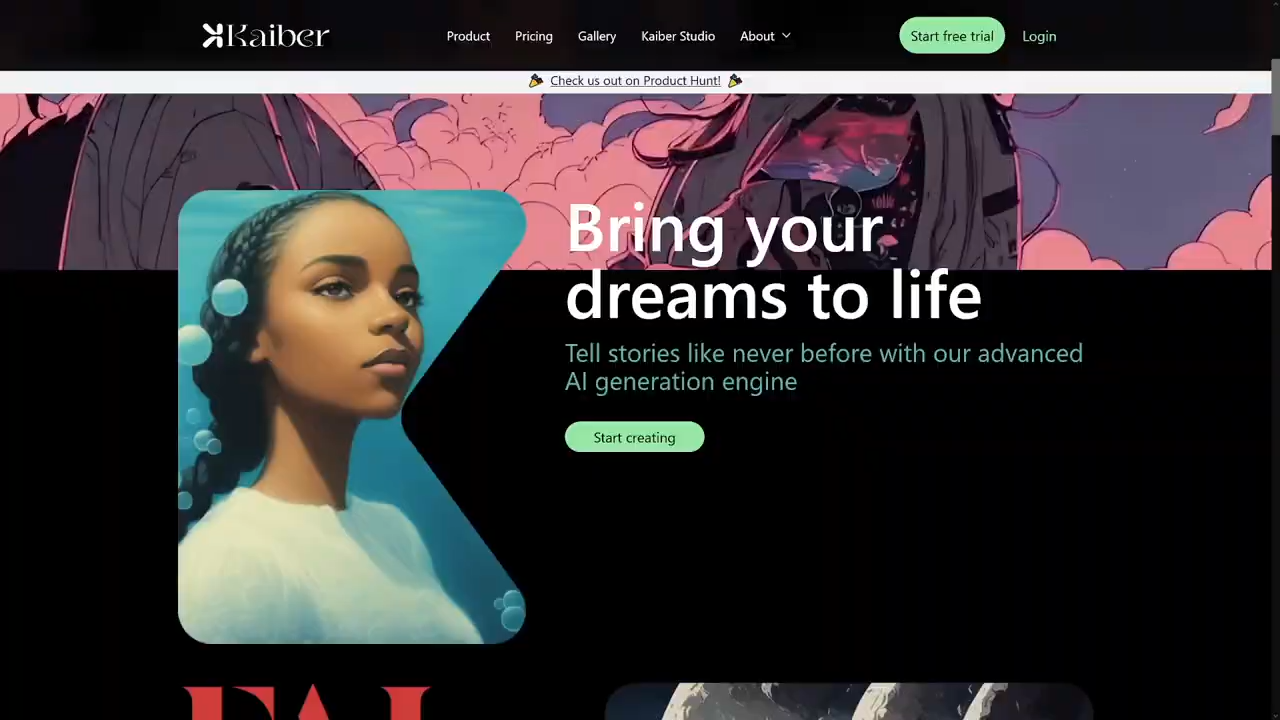 Kaiber
Product Pricing Gallery Kaiber Studio About
Start free trial Login
Check us out on Product Hunt!
Bring your
dreams to life
Tell stories like never before with our advanced
AI generation engine
Start creating